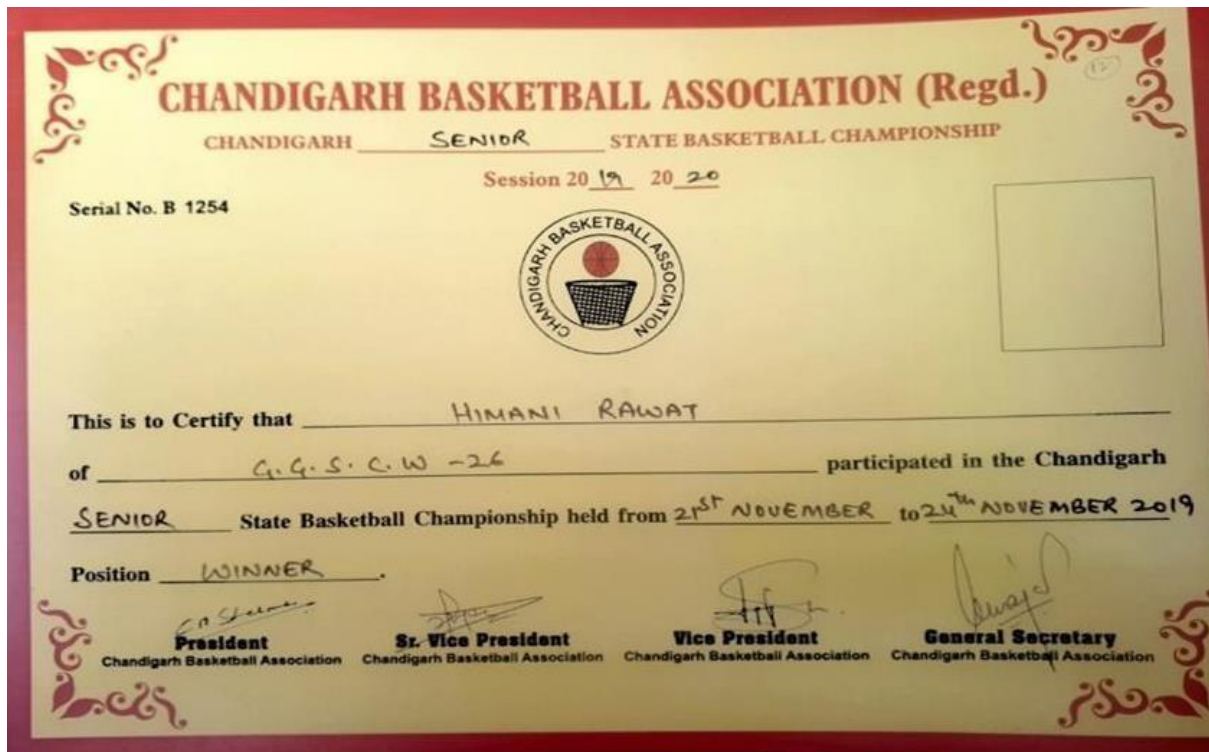 12
CHANDIGARH BASKETBALL ASSOCIATION (Regd.)
CHANDIGARH SENIOR STATE BASKETBALL CHAMPIONSHIP
Session 20 19 20 20
Serial No. B 1254
CHANDIGARH BASKETBALL ASSOCIATION
This is to Certify that HIMANI RAWAT
of G.G.S.C.W -26 participated in the Chandigarh
SENIOR State Basketball Championship held from 21ST NOVEMBER to 24th NOVEMBER 2019
Position WINNER.
President Sr. Vice President Vice President General Secretary
Chandigarh Basketball Association Chandigarh Basketball Association Chandigarh Basketball Association Chandigarh Basketball Association